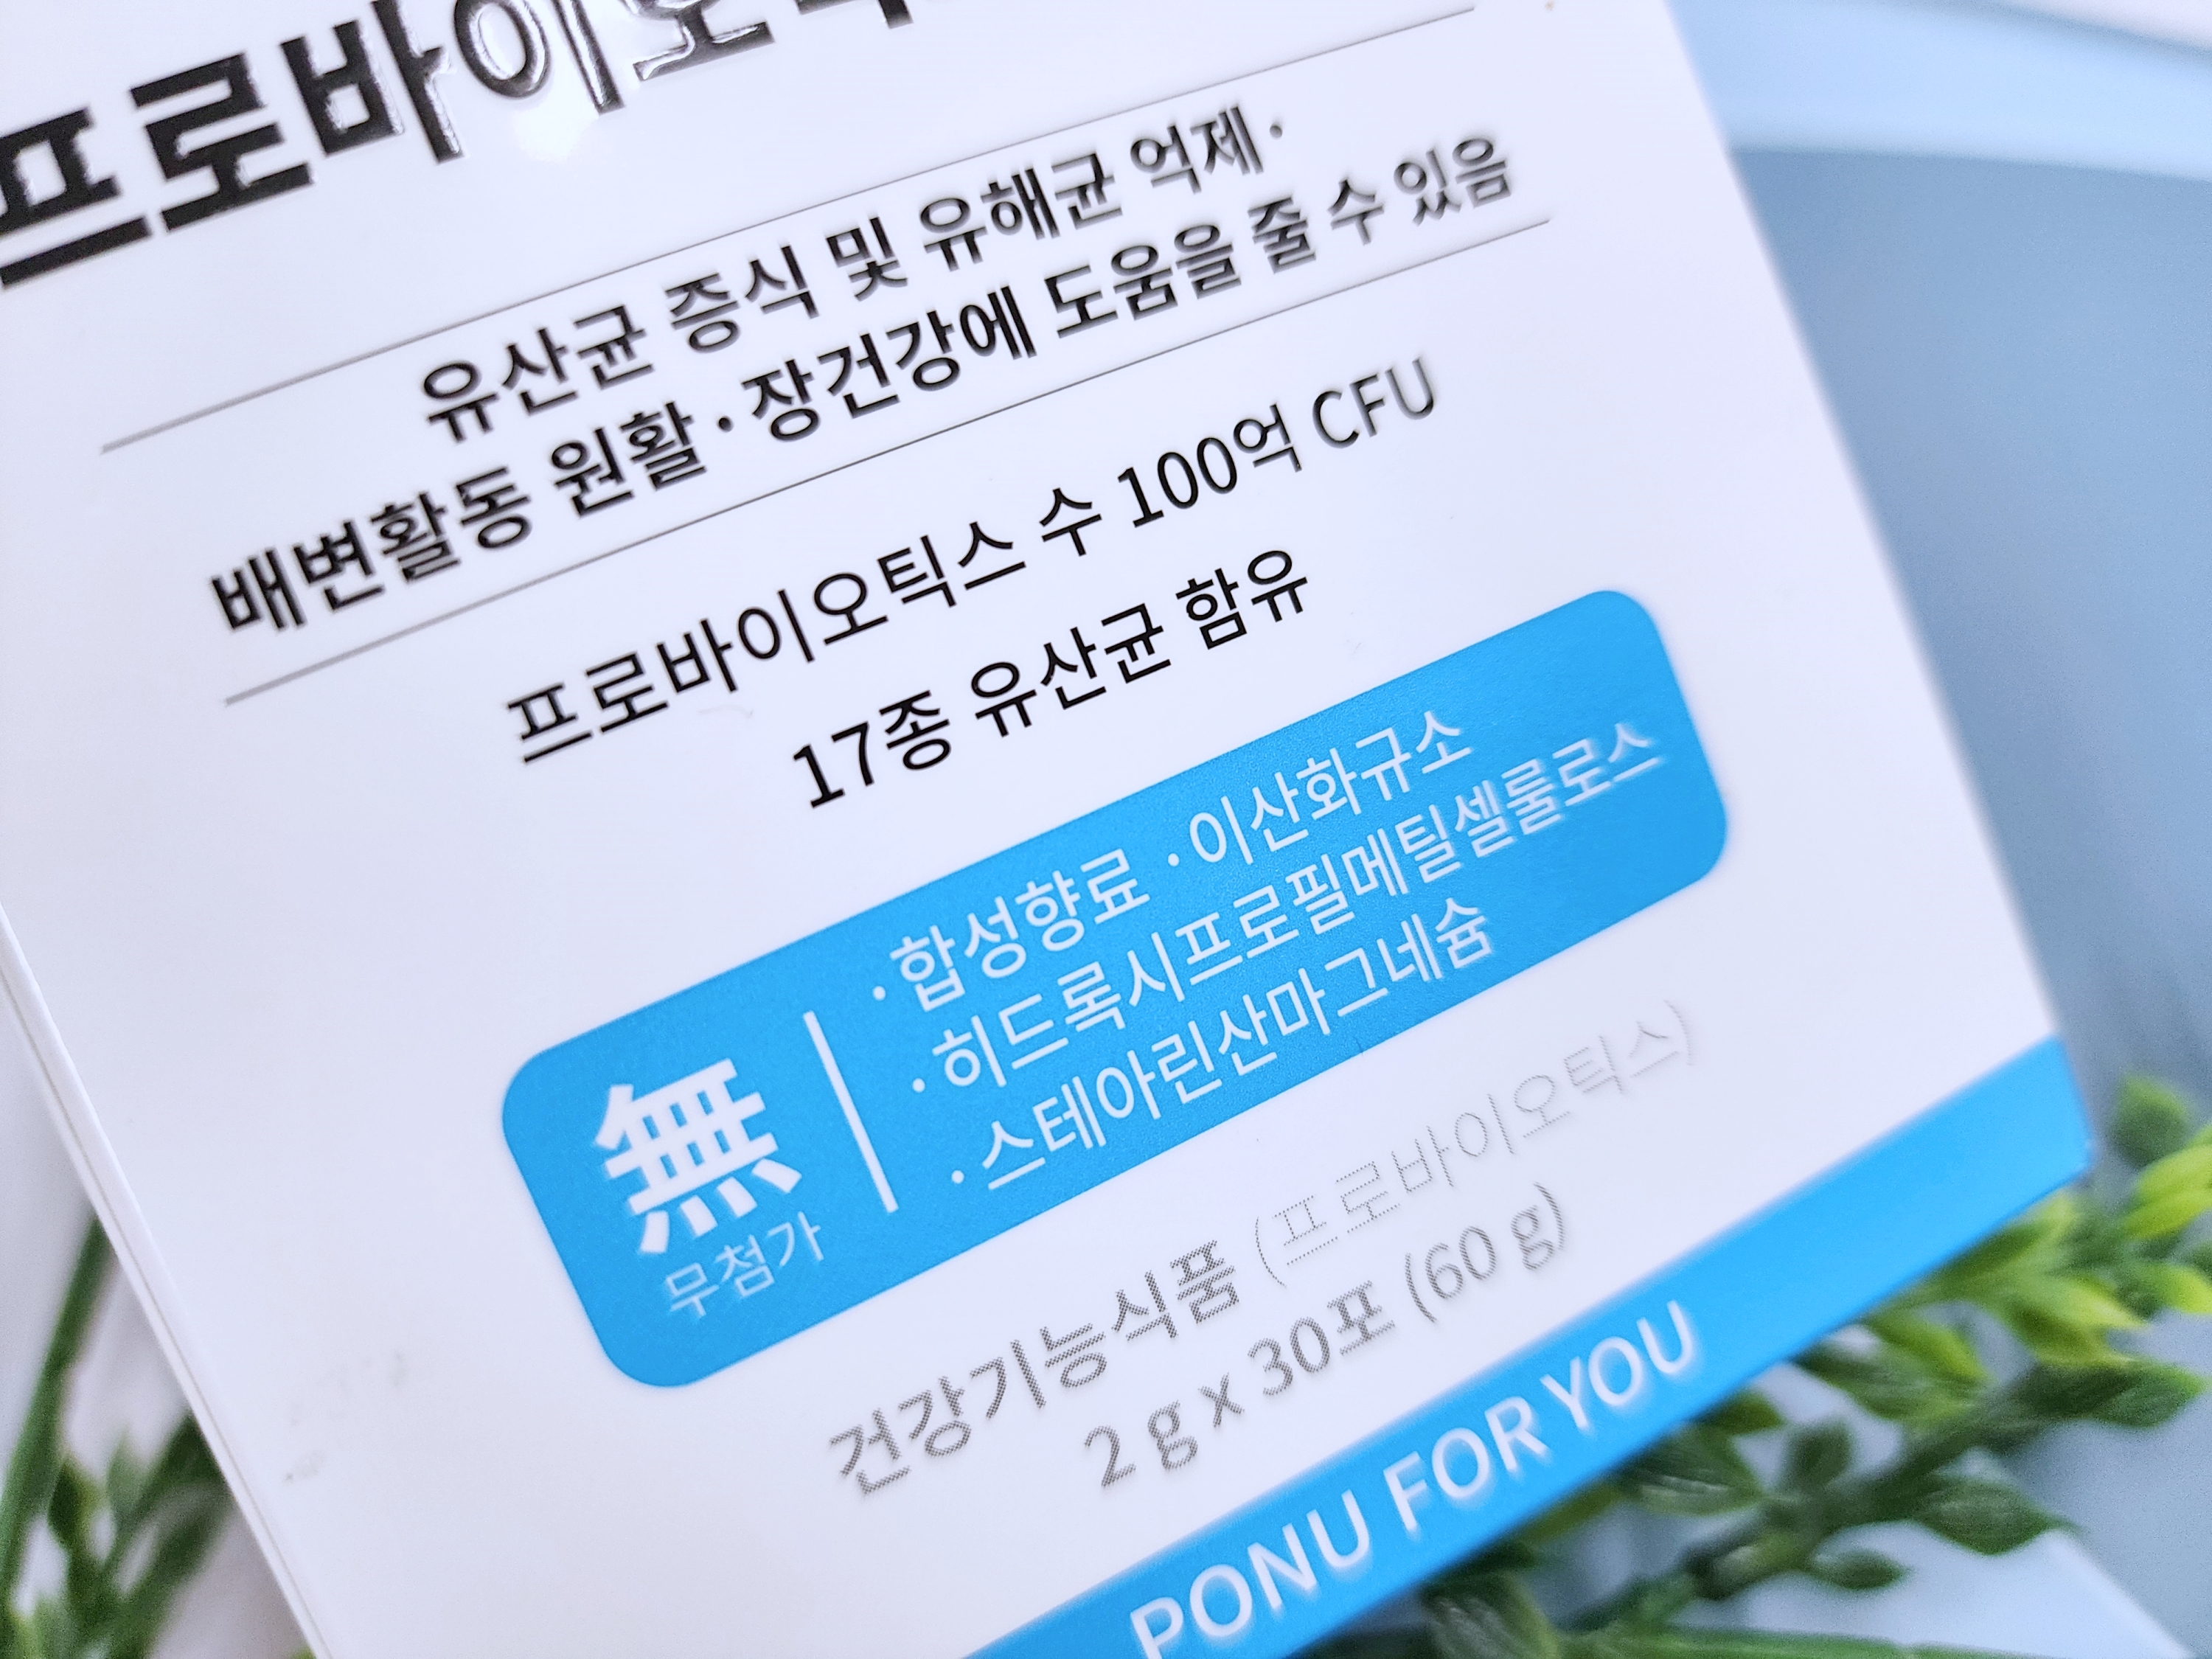 프로바이오틱
유산균 증식 및 유해균 억제·
배변활동 원활·장건강에 도움을 줄 수 있음
프로바이오틱스 수 100억 CFU
17종 유산균 함유
無
무첨가
·합성향료 ·이산화규소
·히드록시프로필메틸셀룰로스
·스테아린산마그네슘
건강기능식품 (프로바이오틱스)
2 g x 30포 (60 g)
PONU FOR YOU